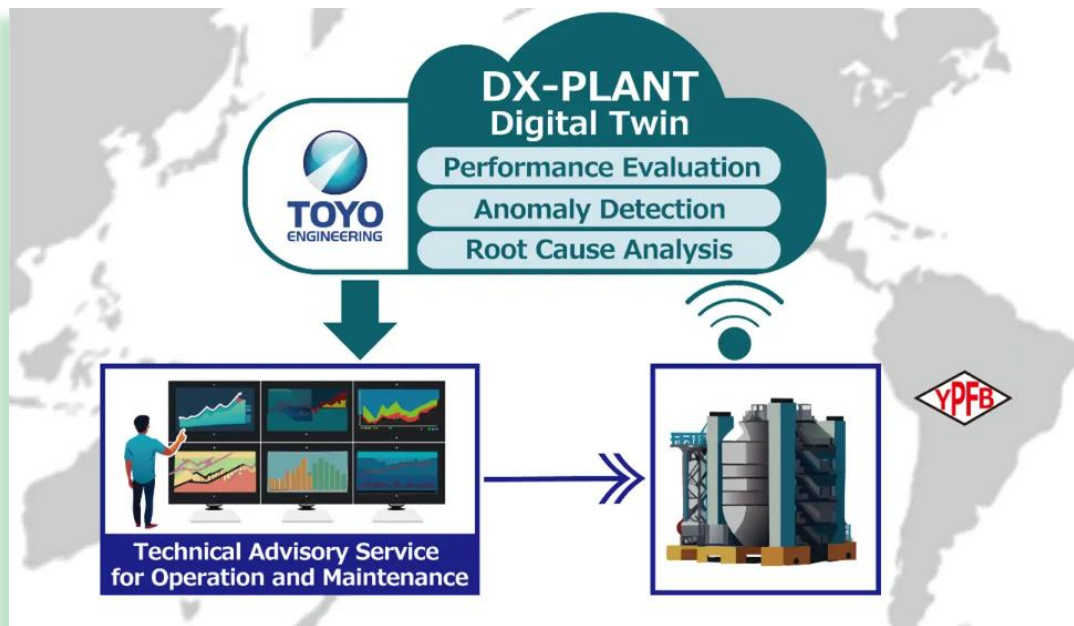 DX-PLANT
Digital Twin
TOYO
ENGINEERING
Performance Evaluation
Anomaly Detection
Root Cause Analysis
YPFB
Technical Advisory Service
for Operation and Maintenance